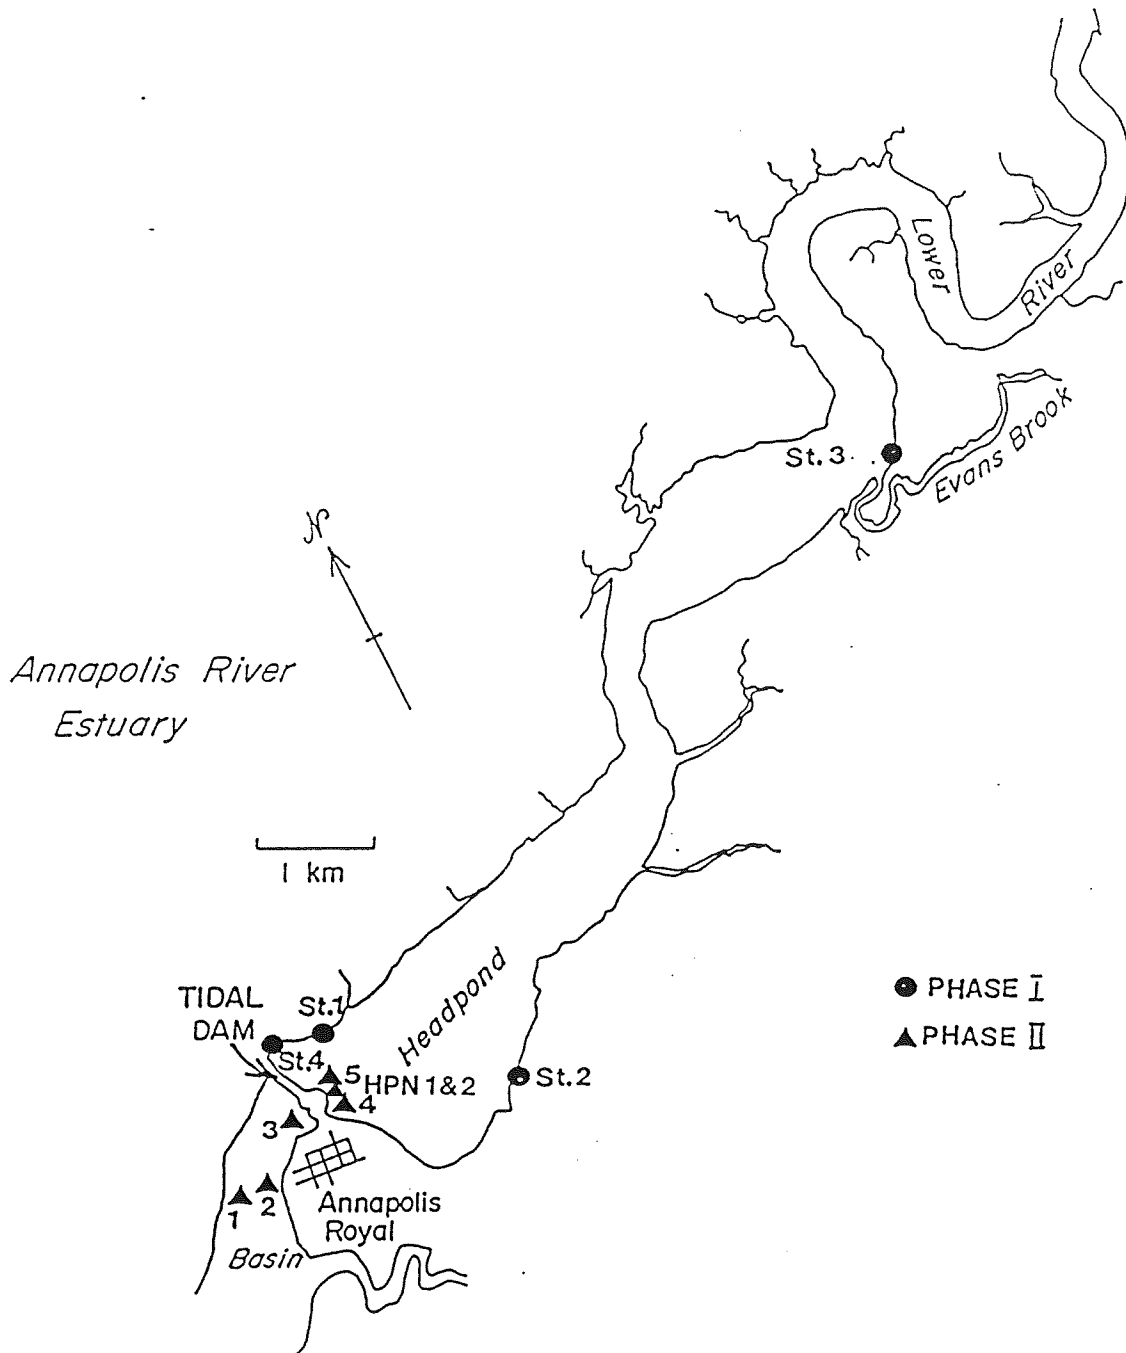 Lower
River
St.3
Evans Brook
N
Annapolis River
Estuary
1 km
Headpond
TIDAL
DAM
St.1
St.4
PHASE I
PHASE II
5
HPN 1&2
4
St.2
3
1
2
Annapolis
Royal
Basin